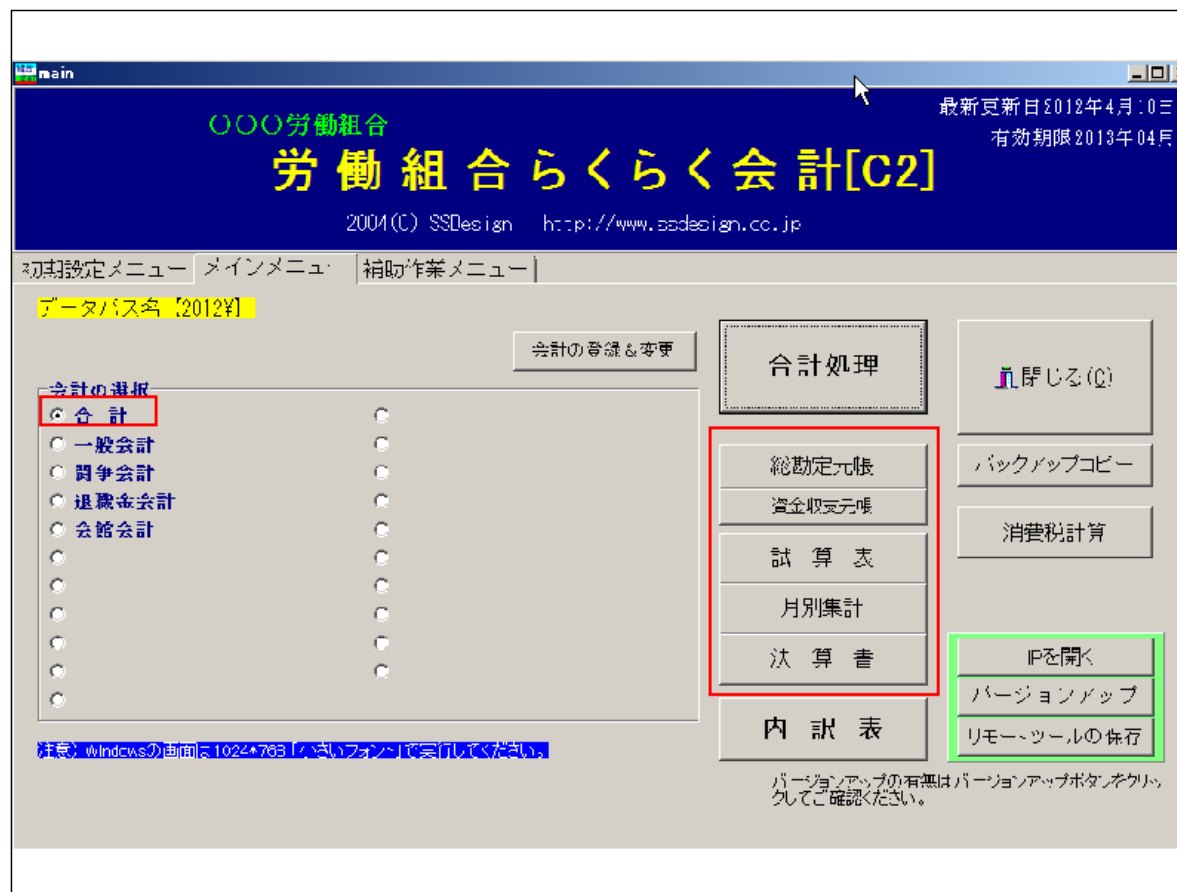 main
最新更新日2012年4月10日
〇〇〇労働組合
有効期限2013年04月
労働組合らくらく会計[C2]
2004(C) SSDesign http://www.ssdesign.co.jp
初期設定メニュー
メインメニュー
補助作業メニュー
データパス名【2012¥】
会計の登録&変更
合計処理
閉じる(C)
会計の選択
合 計
一般会計
闘争会計
退職金会計
会館会計
総勘定元帳
資金収支元帳
試 算 表
月別集計
決 算 書
内 訳 表
バックアップコピー
消費税計算
HPを開く
バージョンアップ
リモートツールの保存
注意) Windowsの画面は1024*768「小さいフォント」で実行してください。
バージョンアップの有無はバージョンアップボタンをクリッ
クしてご確認ください。